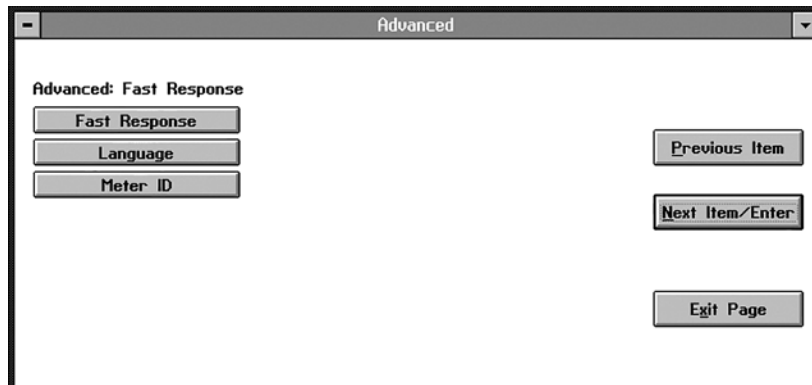 Advanced
Advanced: Fast Response
Fast Response
Language
Meter ID
Previous Item
Next Item/Enter
Exit Page